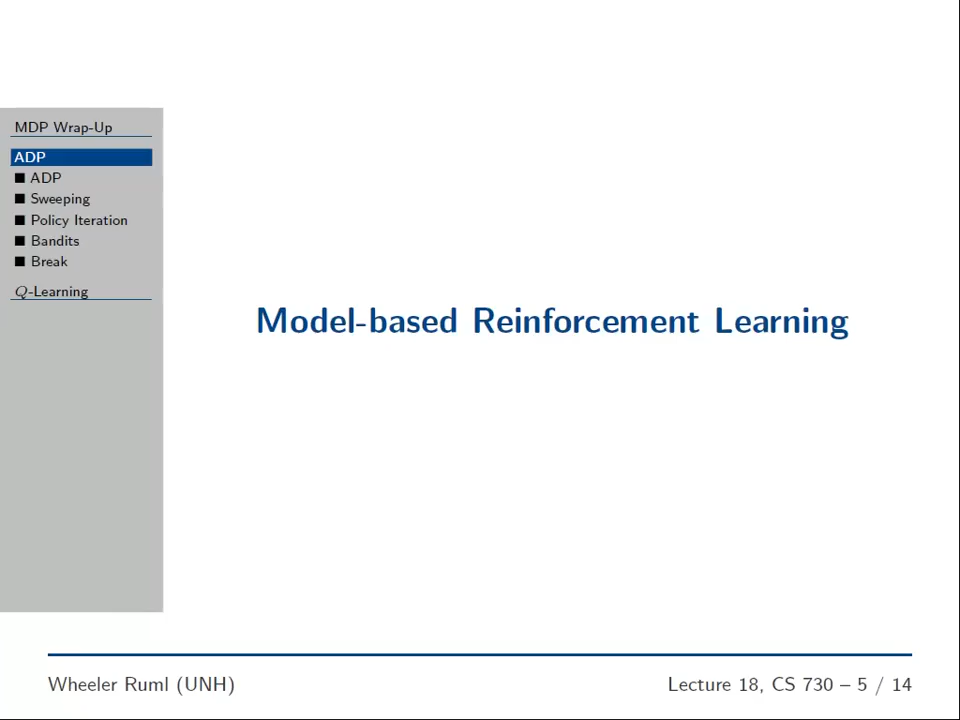 MDP Wrap-Up
ADP
■ ADP
■ Sweeping
■ Policy Iteration
■ Bandits
■ Break
Q-Learning
Model-based Reinforcement Learning
Wheeler Ruml (UNH)
Lecture 18, CS 730 – 5 / 14